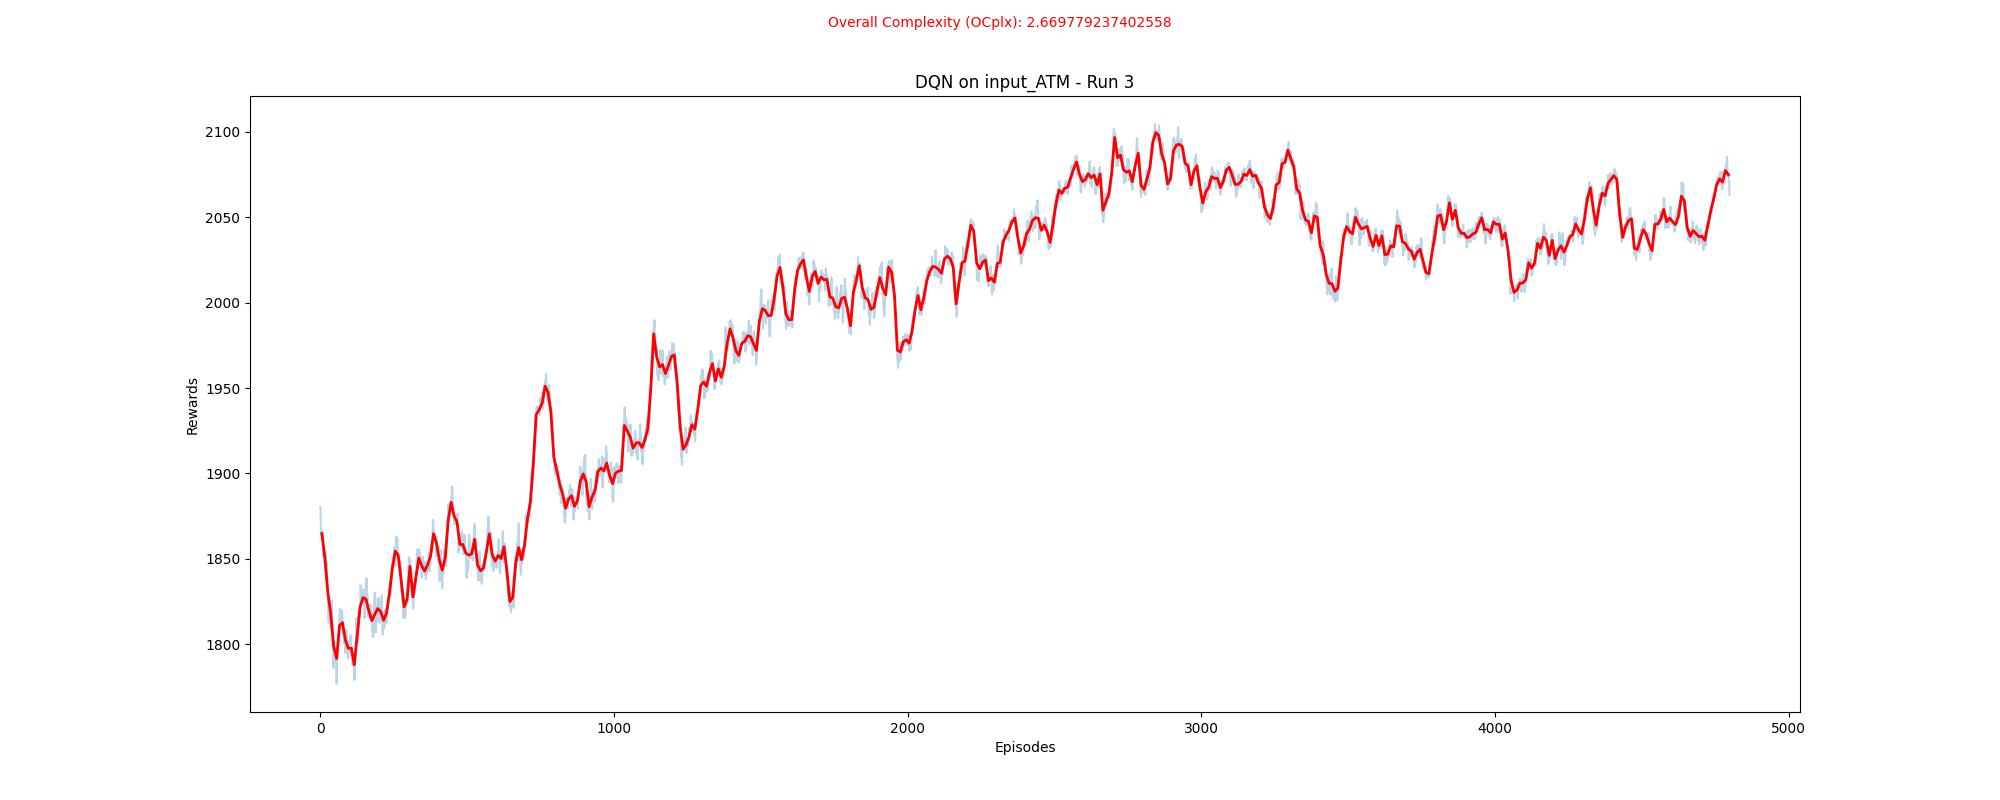 Overall Complexity (OCplx): 2.669779237402558
DQN on input_ATM - Run 3
2100
2050
2000
1950
1900
1850
1800
Rewards
0 1000 2000 3000 4000 5000
Episodes